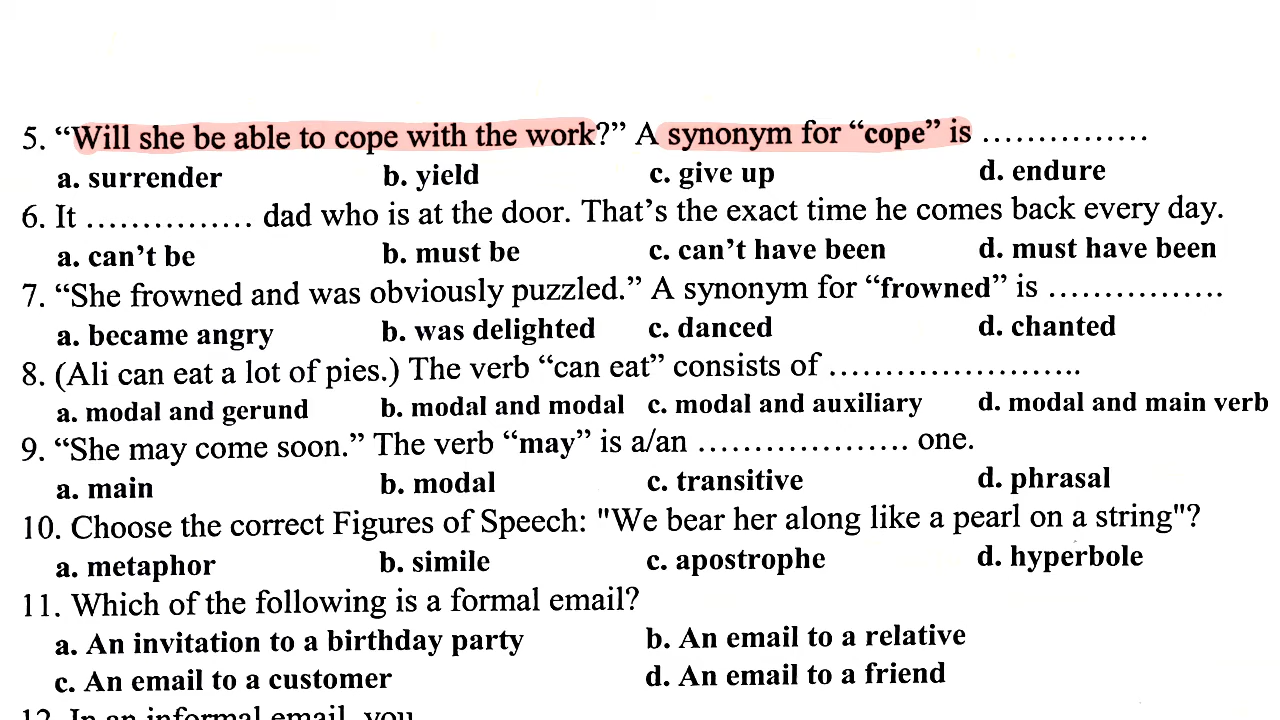 5. “Will she be able to cope with the work?” A synonym for “cope” is ……………
a. surrender b. yield c. give up d. endure
6. It …………… dad who is at the door. That’s the exact time he comes back every day.
a. can’t be b. must be c. can’t have been d. must have been
7. “She frowned and was obviously puzzled.” A synonym for “frowned” is …………….
a. became angry b. was delighted c. danced d. chanted
8. (Ali can eat a lot of pies.) The verb “can eat” consists of …………………..
a. modal and gerund b. modal and modal c. modal and auxiliary d. modal and main verb
9. “She may come soon.” The verb “may” is a/an ………………. one.
a. main b. modal c. transitive d. phrasal
10. Choose the correct Figures of Speech: "We bear her along like a pearl on a string"?
a. metaphor b. simile c. apostrophe d. hyperbole
11. Which of the following is a formal email?
a. An invitation to a birthday party b. An email to a relative
c. An email to a customer d. An email to a friend
12. In an informal email, you